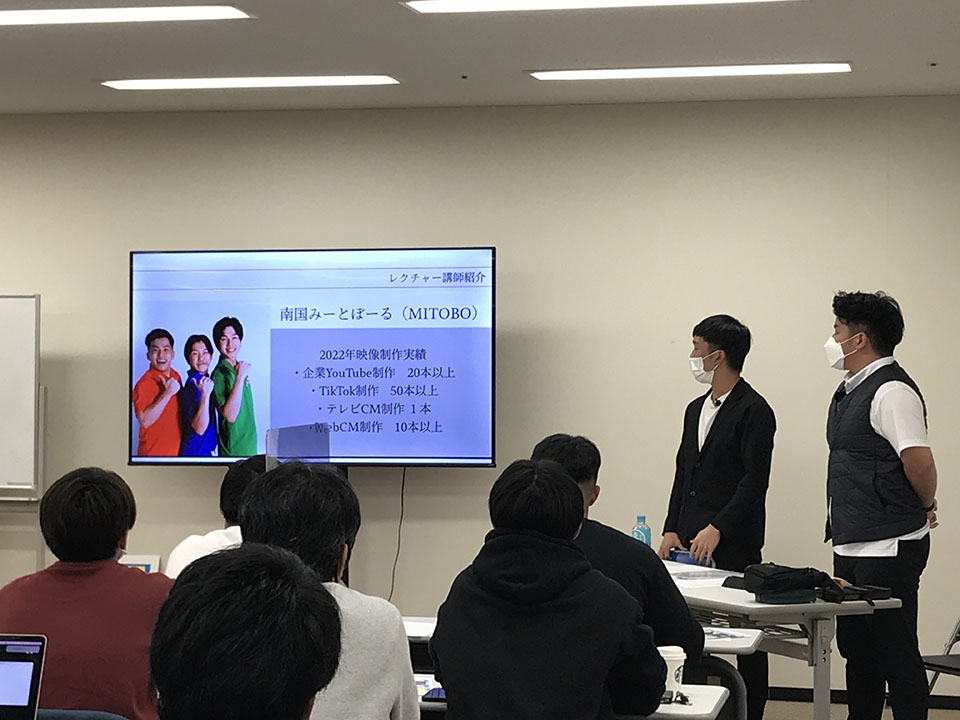 レクチャー講師紹介
南国みーとぼーる（MITOBO）
2022年映像制作実績
・企業YouTube制作　20本以上
・TikTok制作　50本以上
・テレビCM制作 1 本
・WebCM制作　10本以上